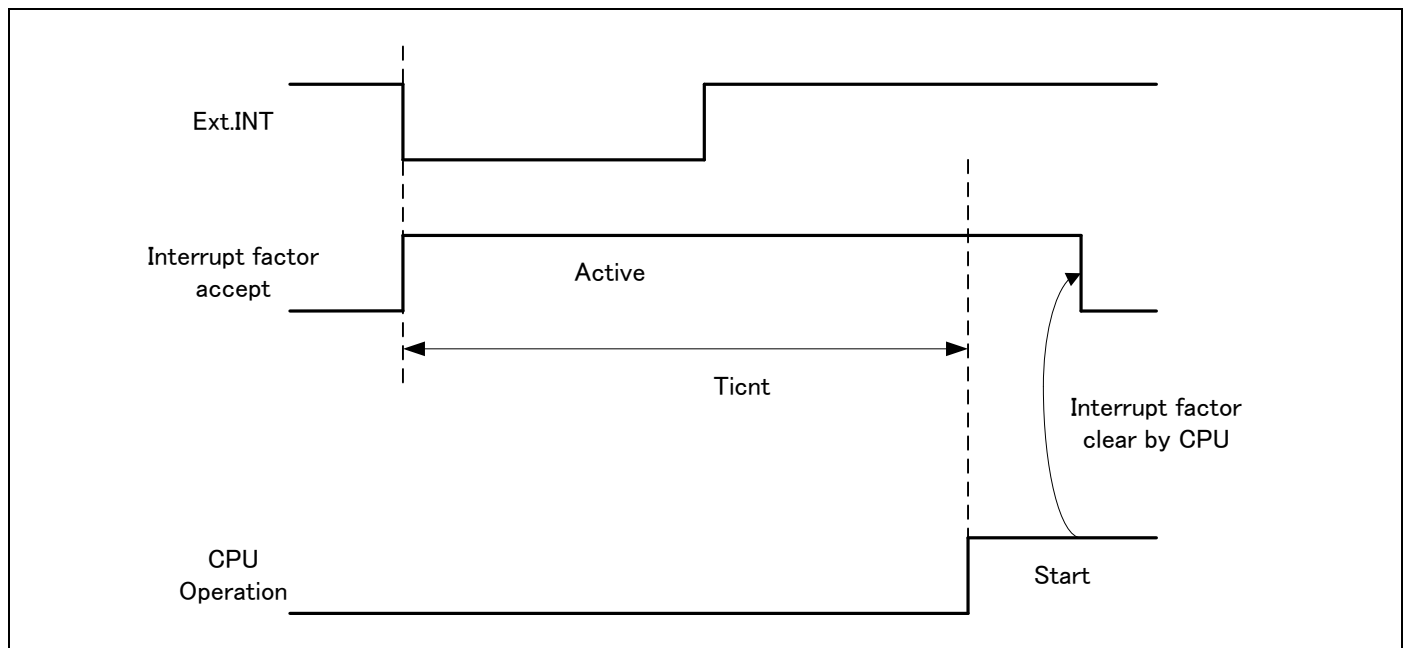 Ext.INT
Interrupt factor
accept
Active
Ticnt
Interrupt factor
clear by CPU
CPU
Operation
Start